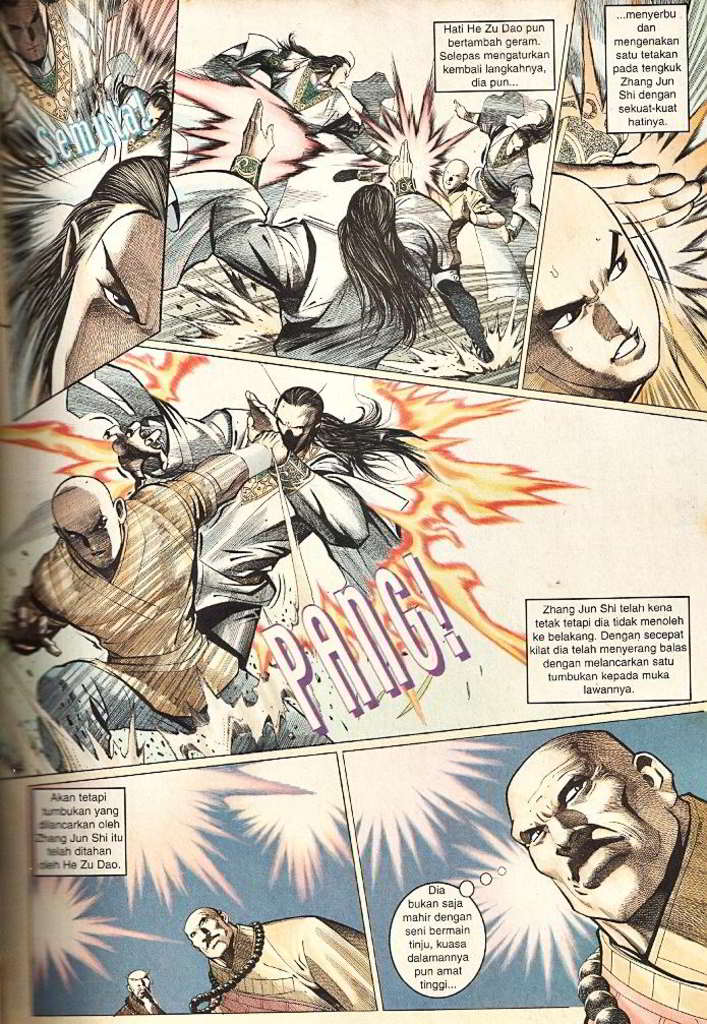 Semula!
Hati He Zu Dao pun
bertambah geram.
Selepas mengaturkan
kembali langkahnya,
dia pun...
...menyerbu
dan
mengenakan
satu tetakan
pada tengkuk
Zhang Jun
Shi dengan
sekuat-kuat
hatinya.
PANG!
Zhang Jun Shi telah kena
tetak tetapi dia tidak menoleh
ke belakang. Dengan secepat
kilat dia telah menyerang balas
dengan melancarkan satu
tumbukan kepada muka
lawannya.
Akan tetapi
tumbukan yang
dilancarkan oleh
Zhang Jun Shi itu
telah ditahan
oleh He Zu Dao.
Dia
bukan saja
mahir dengan
seni bermain
tinju, kuasa
dalamannya
pun amat
tinggi...